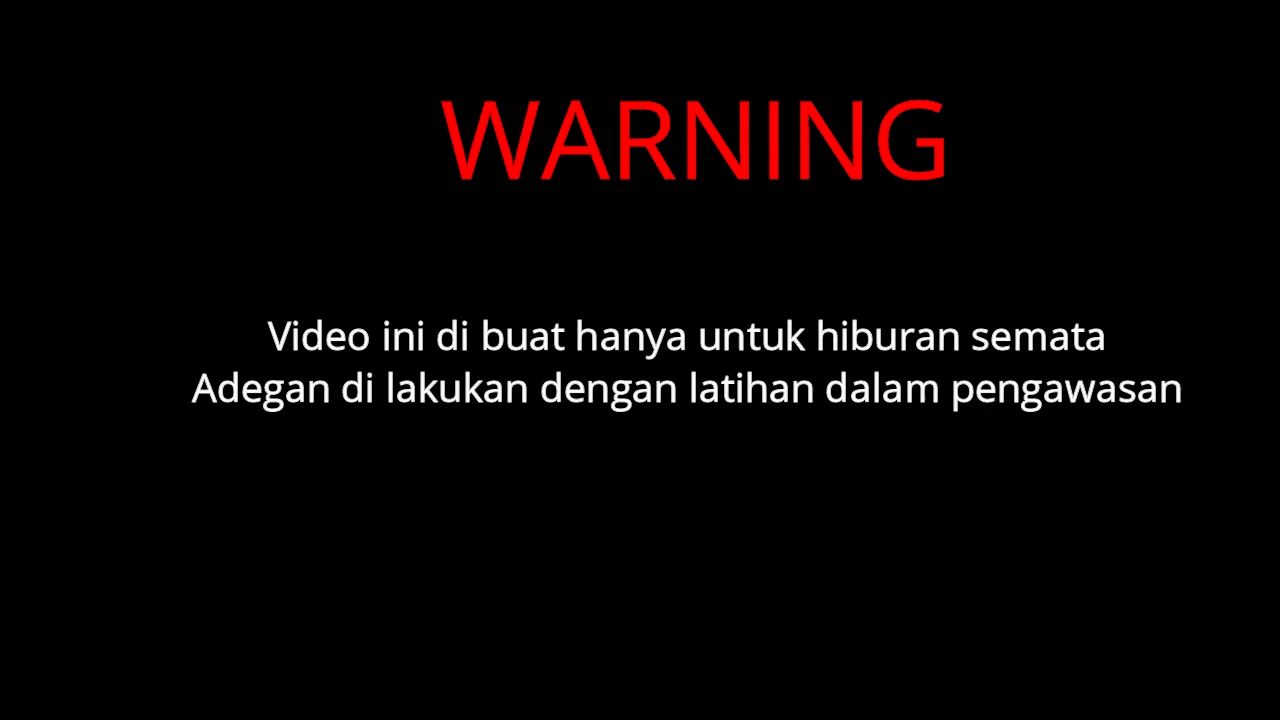 WARNING
Video ini di buat hanya untuk hiburan semata
Adegan di lakukan dengan latihan dalam pengawasan